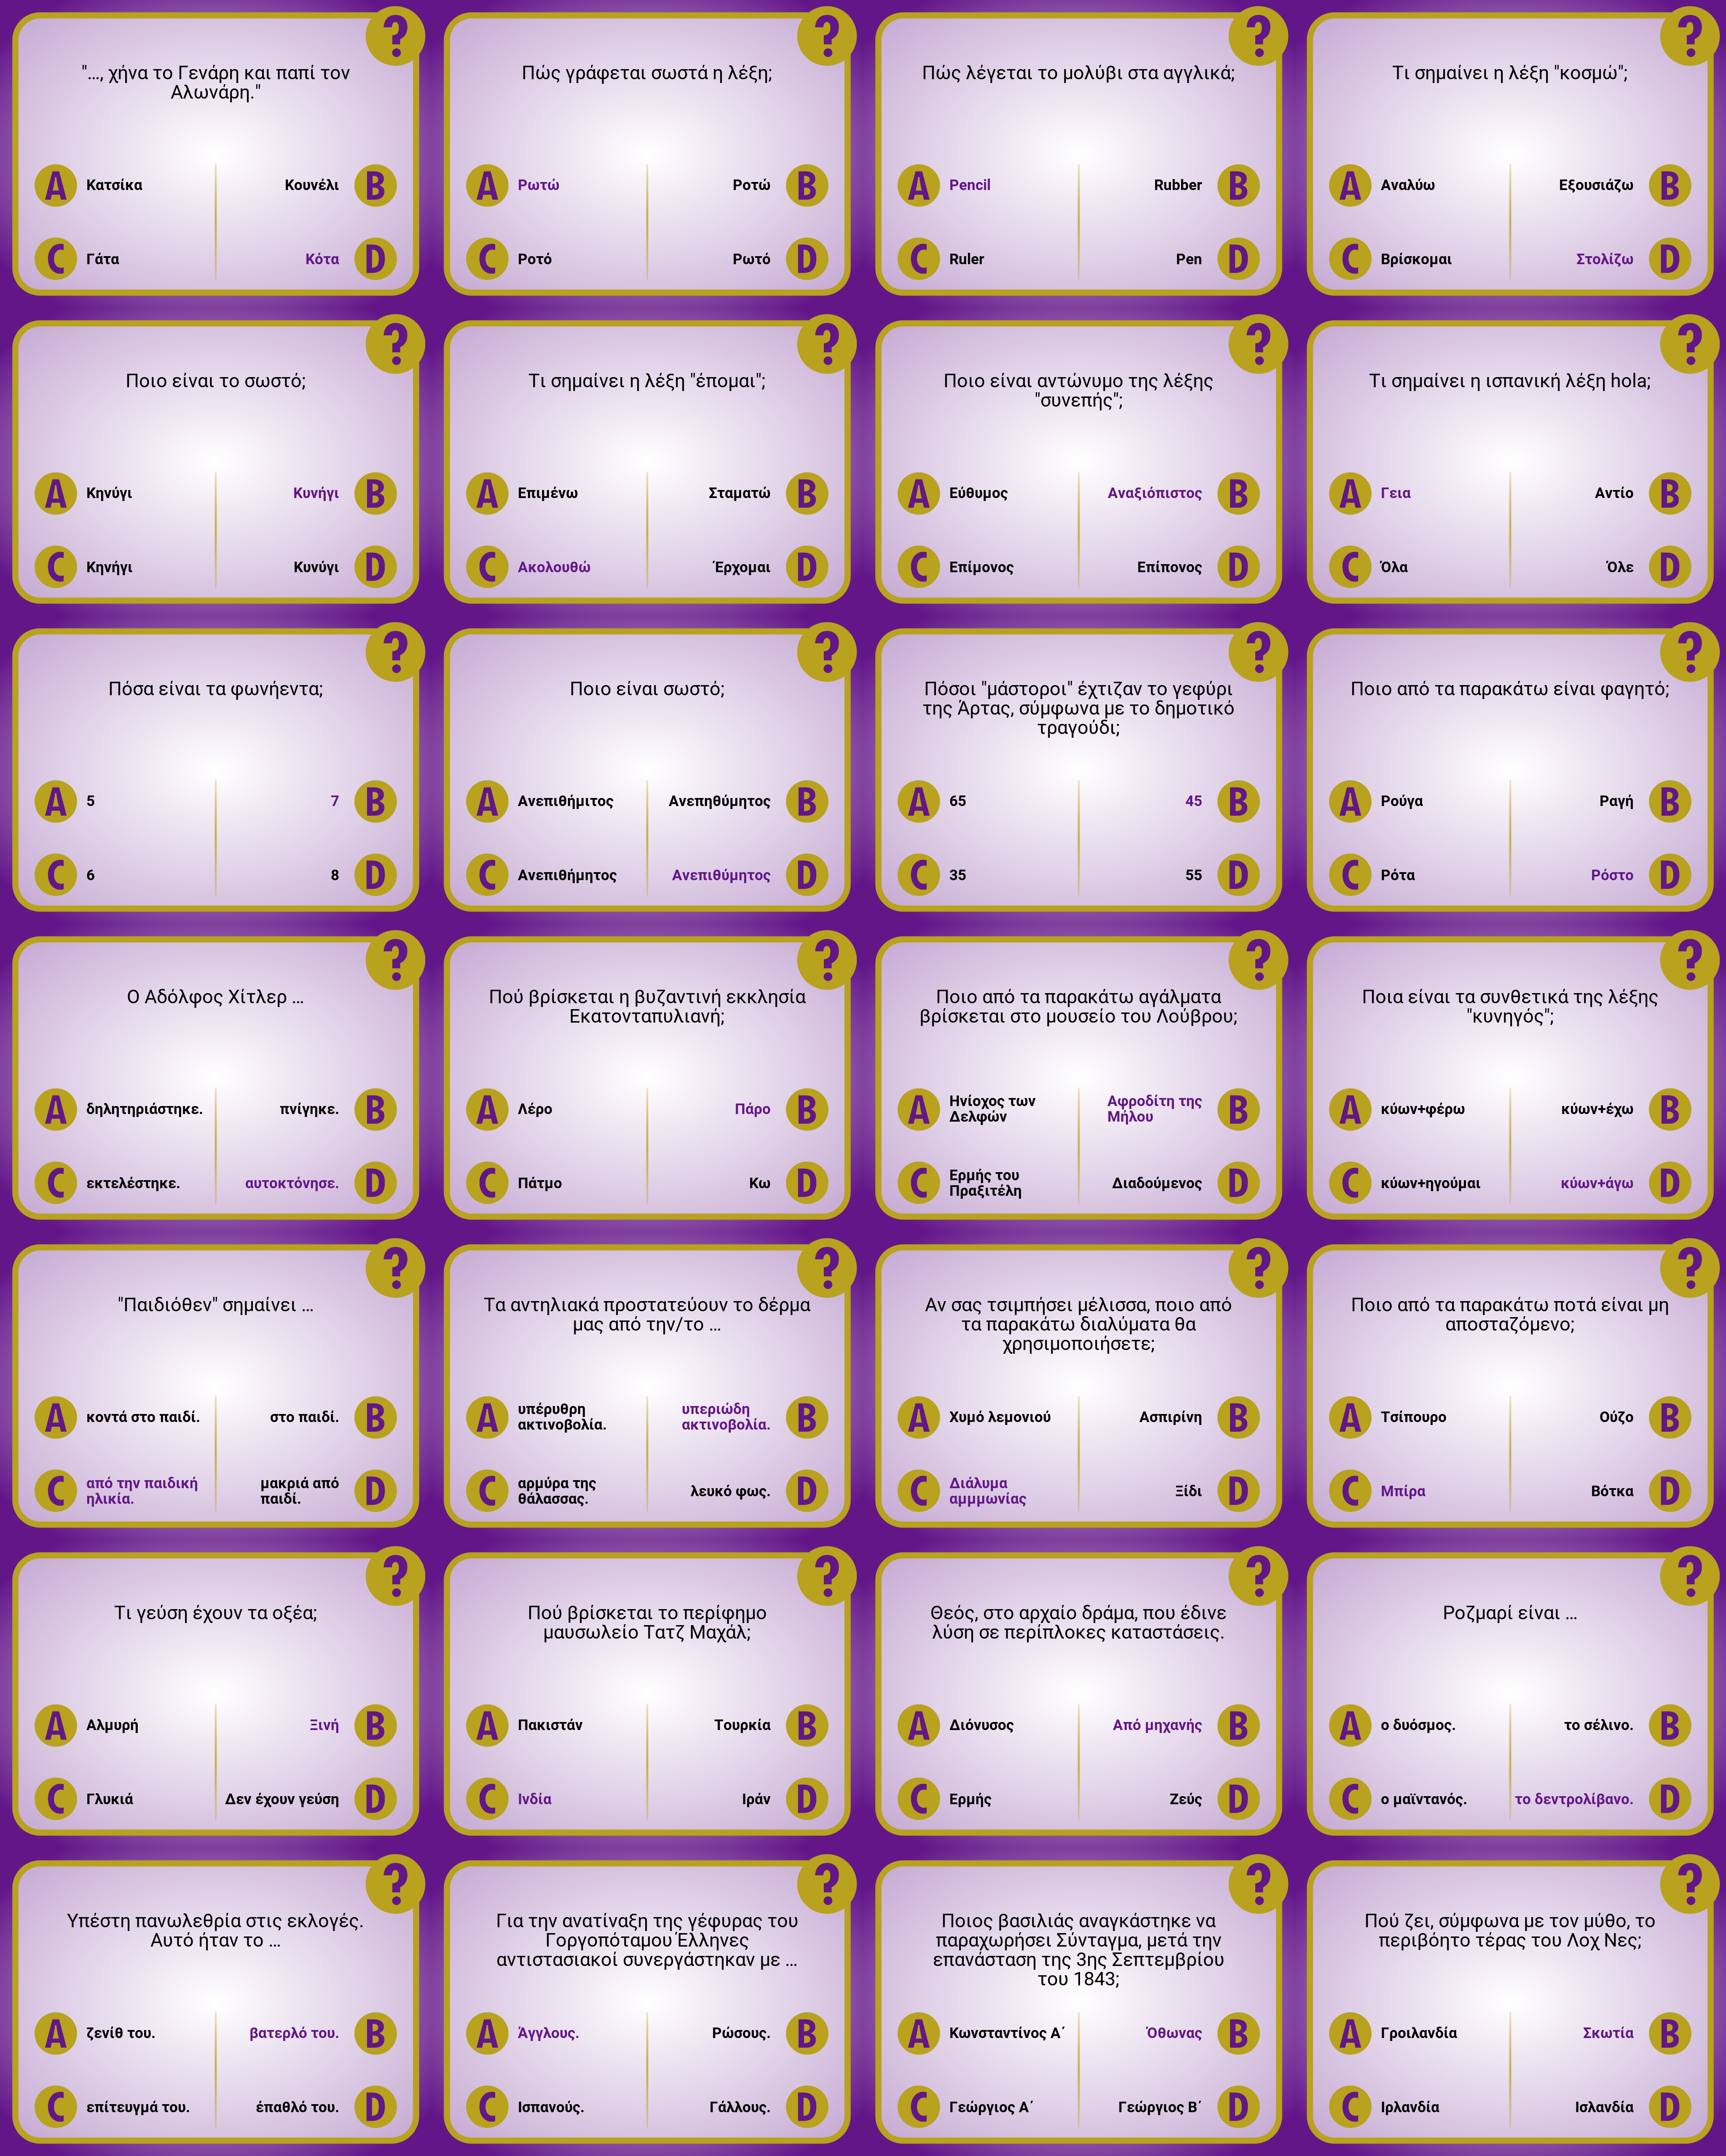 ?
"..., χήνα το Γενάρη και παπί τον
Αλωνάρη."
A Κατσίκα
Κουνέλι B
C Γάτα
Κότα D
?
Πώς γράφεται σωστά η λέξη;
A Ρωτώ
Ροτώ B
C Ροτό
Ρωτό D
?
Πώς λέγεται το μολύβι στα αγγλικά;
A Pencil
Rubber B
C Ruler
Pen D
?
Τι σημαίνει η λέξη "κοσμώ";
A Αναλύω
Εξουσιάζω B
C Βρίσκομαι
Στολίζω D
?
Ποιο είναι το σωστό;
A Κηνύγι
Κυνήγι B
C Κηνήγι
Κυνύγι D
?
Τι σημαίνει η λέξη "έπομαι";
A Επιμένω
Σταματώ B
C Ακολουθώ
Έρχομαι D
?
Ποιο είναι αντώνυμο της λέξης
"συνεπής";
A Εύθυμος
Αναξιόπιστος B
C Επίμονος
Επίπονος D
?
Τι σημαίνει η ισπανική λέξη hola;
A Γεια
Αντίο B
C Όλα
Όλε D
?
Πόσα είναι τα φωνήεντα;
A 5
7 B
C 6
8 D
?
Ποιο είναι σωστό;
A Ανεπιθήμιτος
Ανεπηθύμητος B
C Ανεπιθήμητος
Ανεπιθύμητος D
?
Πόσοι "μάστοροι" έχτιζαν το γεφύρι
της Άρτας, σύμφωνα με το δημοτικό
τραγούδι;
A 65
45 B
C 35
55 D
?
Ποιο από τα παρακάτω είναι φαγητό;
A Ρούγα
Ραγή B
C Ρότα
Ρόστο D
?
Ο Αδόλφος Χίτλερ ...
A δηλητηριάστηκε.
πνίγηκε. B
C εκτελέστηκε.
αυτοκτόνησε. D
?
Πού βρίσκεται η βυζαντινή εκκλησία
Εκατονταπυλιανή;
A Λέρο
Πάρο B
C Πάτμο
Κω D
?
Ποιο από τα παρακάτω αγάλματα
βρίσκεται στο μουσείο του Λούβρου;
A Ηνίοχος των
Δελφών
Αφροδίτη της
Μήλου B
C Ερμής του
Πραξιτέλη
Διαδούμενος D
?
Ποια είναι τα συνθετικά της λέξης
"κυνηγός";
A κύων+φέρω
κύων+έχω B
C κύων+ηγούμαι
κύων+άγω D
?
"Παιδιόθεν" σημαίνει ...
A κοντά στο παιδί.
στο παιδί. B
C από την παιδική
ηλικία.
μακριά από
παιδί. D
?
Τα αντηλιακά προστατεύουν το δέρμα
μας από την/το ...
A υπέρυθρη
ακτινοβολία.
υπεριώδη
ακτινοβολία. B
C αρμύρα της
θάλασσας.
λευκό φως. D
?
Αν σας τσιμπήσει μέλισσα, ποιο από
τα παρακάτω διαλύματα θα
χρησιμοποιήσετε;
A Χυμό λεμονιού
Ασπιρίνη B
C Διάλυμα
αμμμωνίας
Ξίδι D
?
Ποιο από τα παρακάτω ποτά είναι μη
αποσταζόμενο;
A Τσίπουρο
Ούζο B
C Μπίρα
Βότκα D
?
Τι γεύση έχουν τα οξέα;
A Αλμυρή
Ξινή B
C Γλυκιά
Δεν έχουν γεύση D
?
Πού βρίσκεται το περίφημο
μαυσωλείο Τατζ Μαχάλ;
A Πακιστάν
Τουρκία B
C Ινδία
Ιράν D
?
Θεός, στο αρχαίο δράμα, που έδινε
λύση σε περίπλοκες καταστάσεις.
A Διόνυσος
Από μηχανής B
C Ερμής
Ζεύς D
?
Ροζμαρί είναι ...
A ο δυόσμος.
το σέλινο. B
C ο μαϊντανός.
το δεντρολίβανο. D
?
Υπέστη πανωλεθρία στις εκλογές.
Αυτό ήταν το ...
A ζενίθ του.
βατερλό του. B
C επίτευγμά του.
έπαθλό του. D
?
Για την ανατίναξη της γέφυρας του
Γοργοπόταμου Έλληνες
αντιστασιακοί συνεργάστηκαν με ...
A Άγγλους.
Ρώσους. B
C Ισπανούς.
Γάλλους. D
?
Ποιος βασιλιάς αναγκάστηκε να
παραχωρήσει Σύνταγμα, μετά την
επανάσταση της 3ης Σεπτεμβρίου
του 1843;
A Κωνσταντίνος Α΄
Όθωνας B
C Γεώργιος Α΄
Γεώργιος Β΄ D
?
Πού ζει, σύμφωνα με τον μύθο, το
περιβόητο τέρας του Λοχ Νες;
A Γροιλανδία
Σκωτία B
C Ιρλανδία
Ισλανδία D